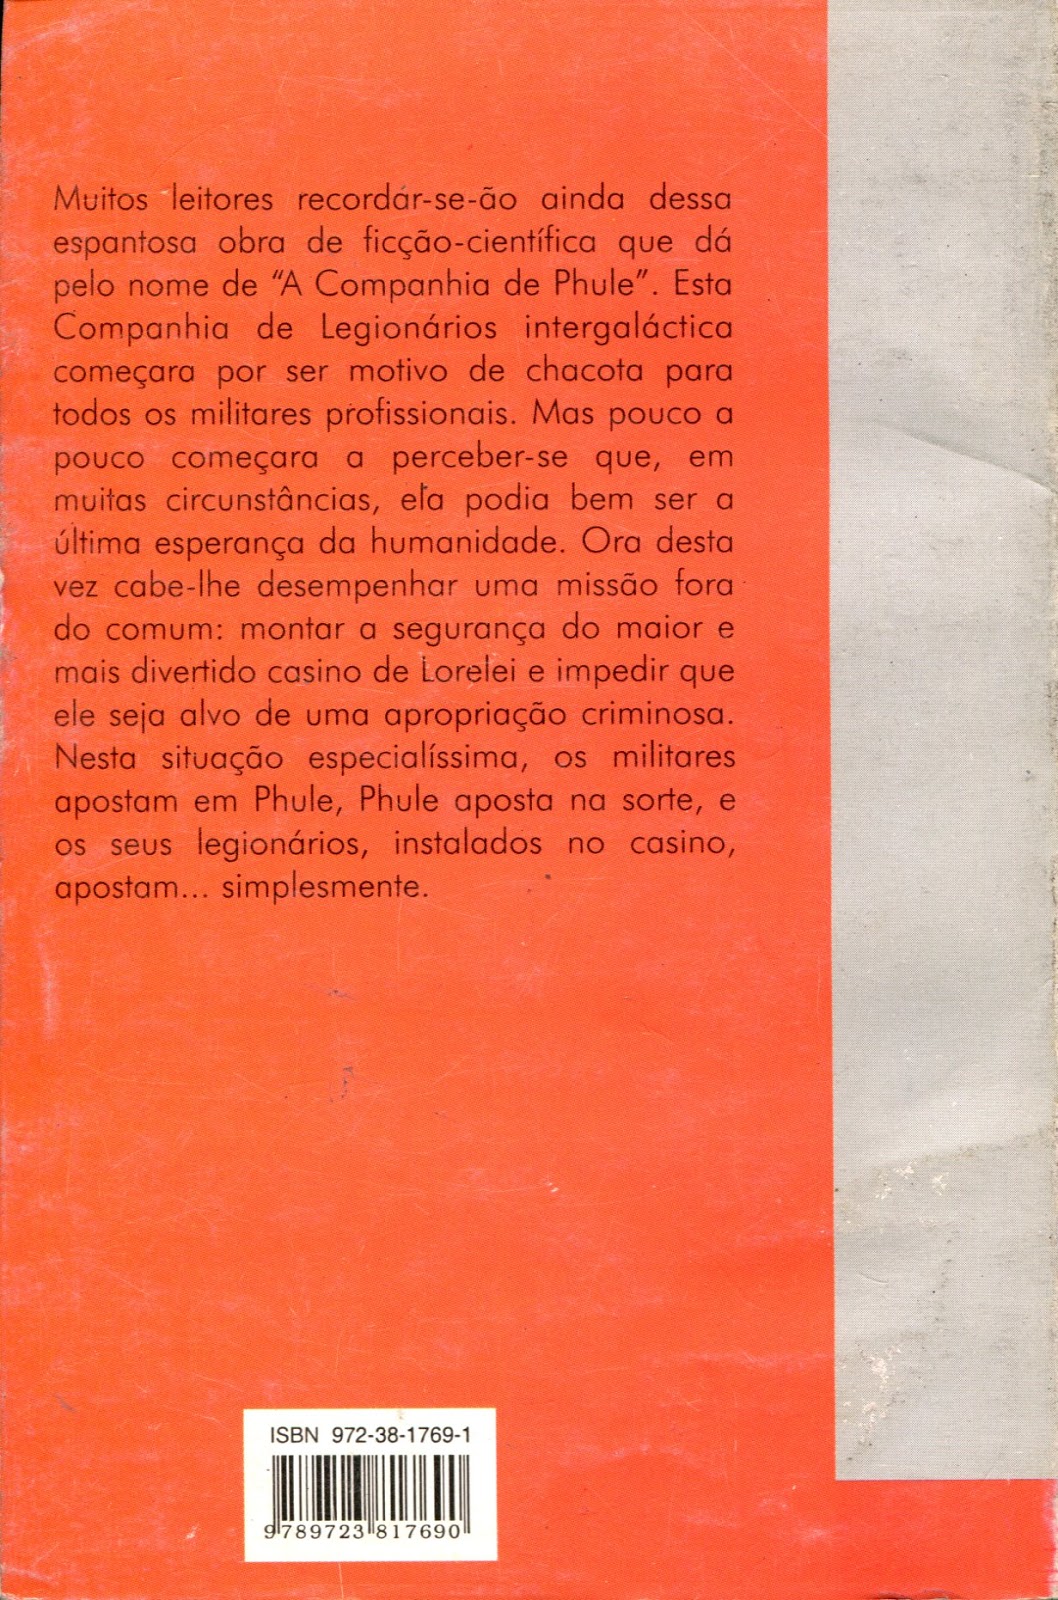 Muitos leitores recordár-se-ão ainda dessa
espantosa obra de ficção-científica que dá
pelo nome de "A Companhia de Phule". Esta
Companhia de Legionários intergaláctica
começara por ser motivo de chacota para
todos os militares profissionais. Mas pouco a
pouco começara a perceber-se que, em
muitas circunstâncias, ela podia bem ser a
última esperança da humanidade. Ora desta
vez cabe-lhe desempenhar uma missão fora
do comum: montar a segurança do maior e
mais divertido casino de Lorelei e impedir que
ele seja alvo de uma apropriação criminosa.
Nesta situação especialíssima, os militares
apostam em Phule, Phule aposta na sorte, e
os seus legionários, instalados no casino,
apostam... simplesmente.
ISBN 972-38-1769-1
9789723817690